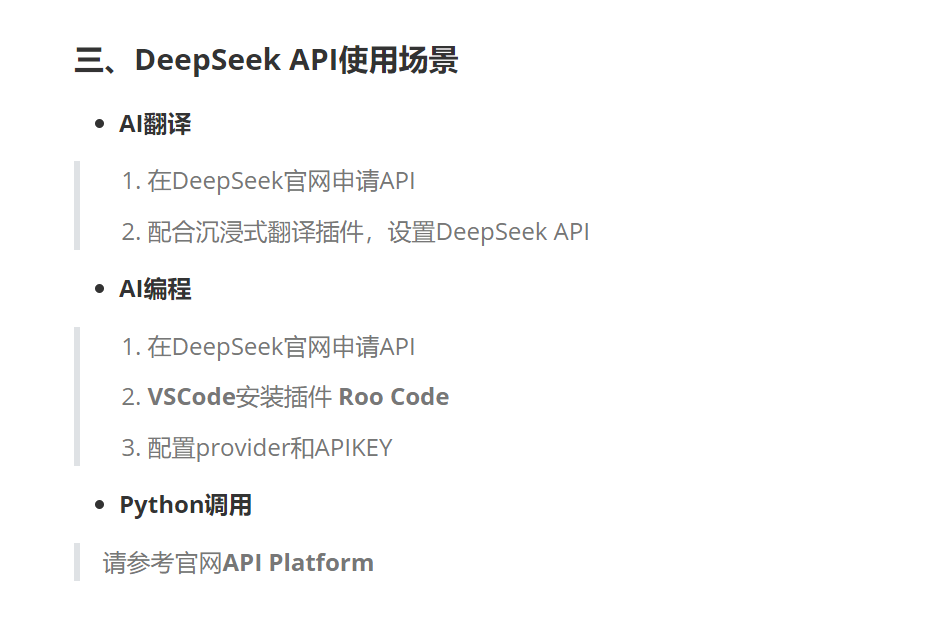 三、DeepSeek API使用场景
• AI翻译
1. 在DeepSeek官网申请API
2. 配合沉浸式翻译插件，设置DeepSeek API
• AI编程
1. 在DeepSeek官网申请API
2. VSCode安装插件 Roo Code
3. 配置provider和APIKEY
• Python调用
请参考官网API Platform